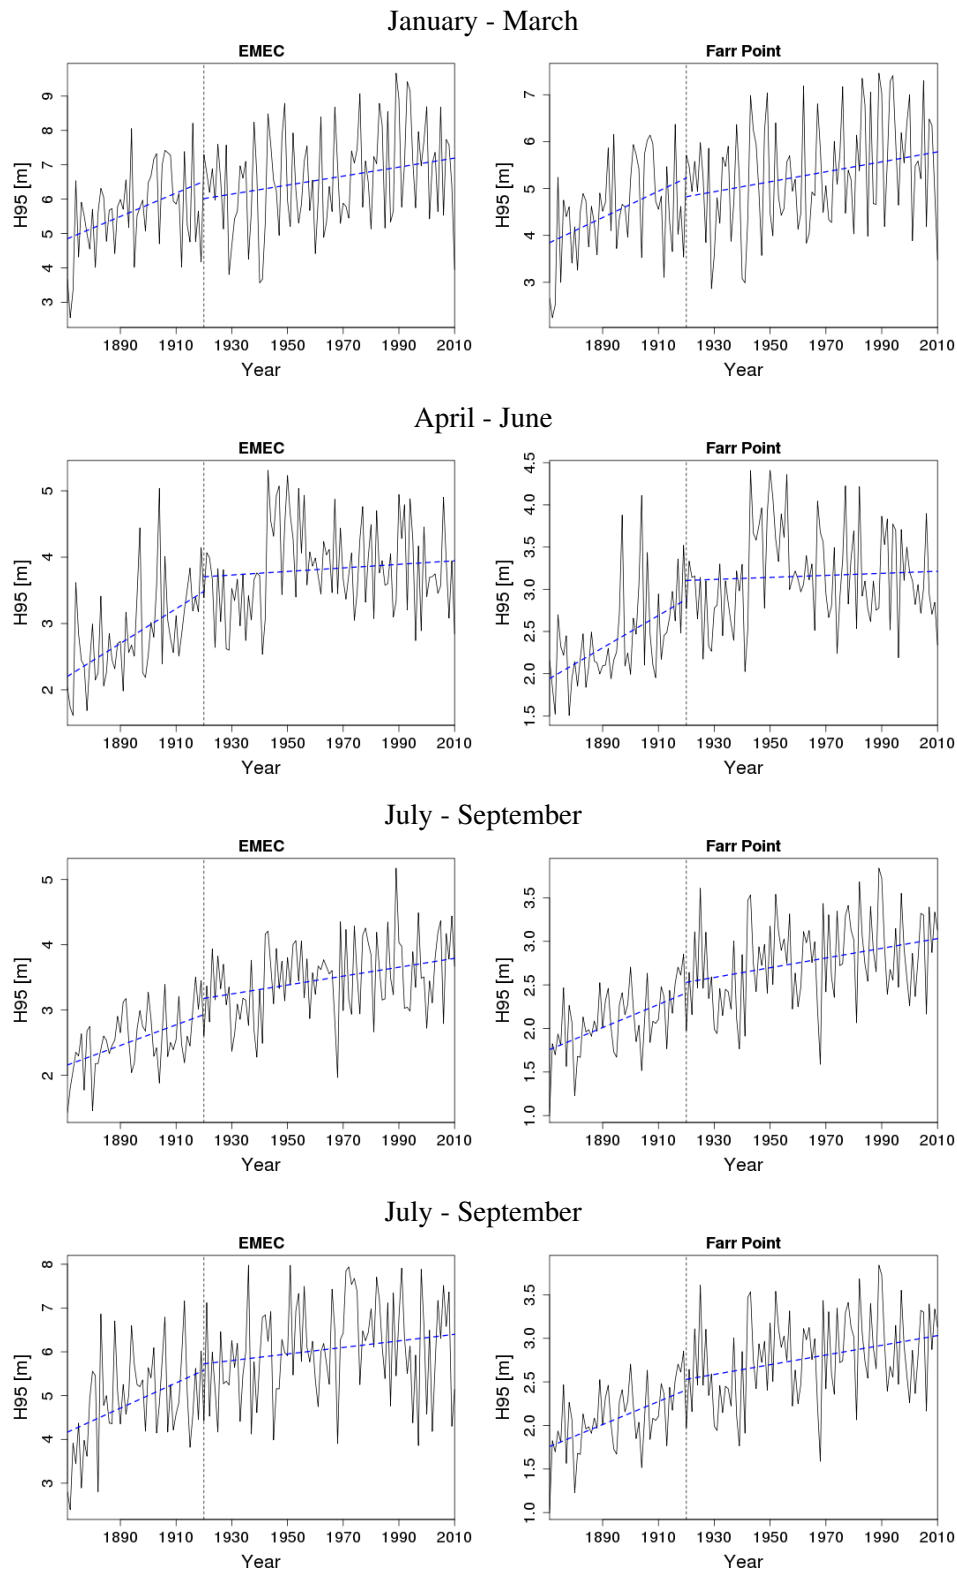 January - March
EMEC
Farr Point
H95 [m]
3 4 5 6 7 8 9
1890 1910 1930 1950 1970 1990 2010
Year
H95 [m]
3 4 5 6 7
1890 1910 1930 1950 1970 1990 2010
Year
April - June
EMEC
Farr Point
H95 [m]
2 3 4 5
1890 1910 1930 1950 1970 1990 2010
Year
H95 [m]
1.5 2.0 2.5 3.0 3.5 4.0 4.5
1890 1910 1930 1950 1970 1990 2010
Year
July - September
EMEC
Farr Point
H95 [m]
2 3 4 5
1890 1910 1930 1950 1970 1990 2010
Year
H95 [m]
1.0 1.5 2.0 2.5 3.0 3.5
1890 1910 1930 1950 1970 1990 2010
Year
July - September
EMEC
Farr Point
H95 [m]
3 4 5 6 7 8
1890 1910 1930 1950 1970 1990 2010
Year
H95 [m]
1.0 1.5 2.0 2.5 3.0 3.5
1890 1910 1930 1950 1970 1990 2010
Year